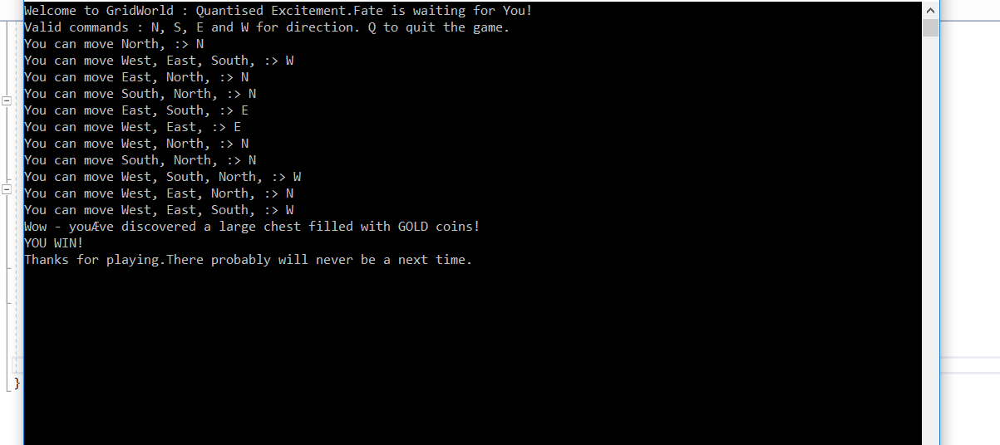 Welcome to GridWorld : Quantised Excitement.Fate is waiting for You!
Valid commands : N, S, E and W for direction. Q to quit the game.
You can move North, :> N
You can move West, East, South, :> W
You can move East, North, :> N
You can move South, North, :> N
You can move East, South, :> E
You can move West, East, :> E
You can move West, North, :> N
You can move South, North, :> N
You can move West, South, North, :> W
You can move West, East, North, :> N
You can move West, East, South, :> W
Wow - youÆve discovered a large chest filled with GOLD coins!
YOU WIN!
Thanks for playing.There probably will never be a next time.
}